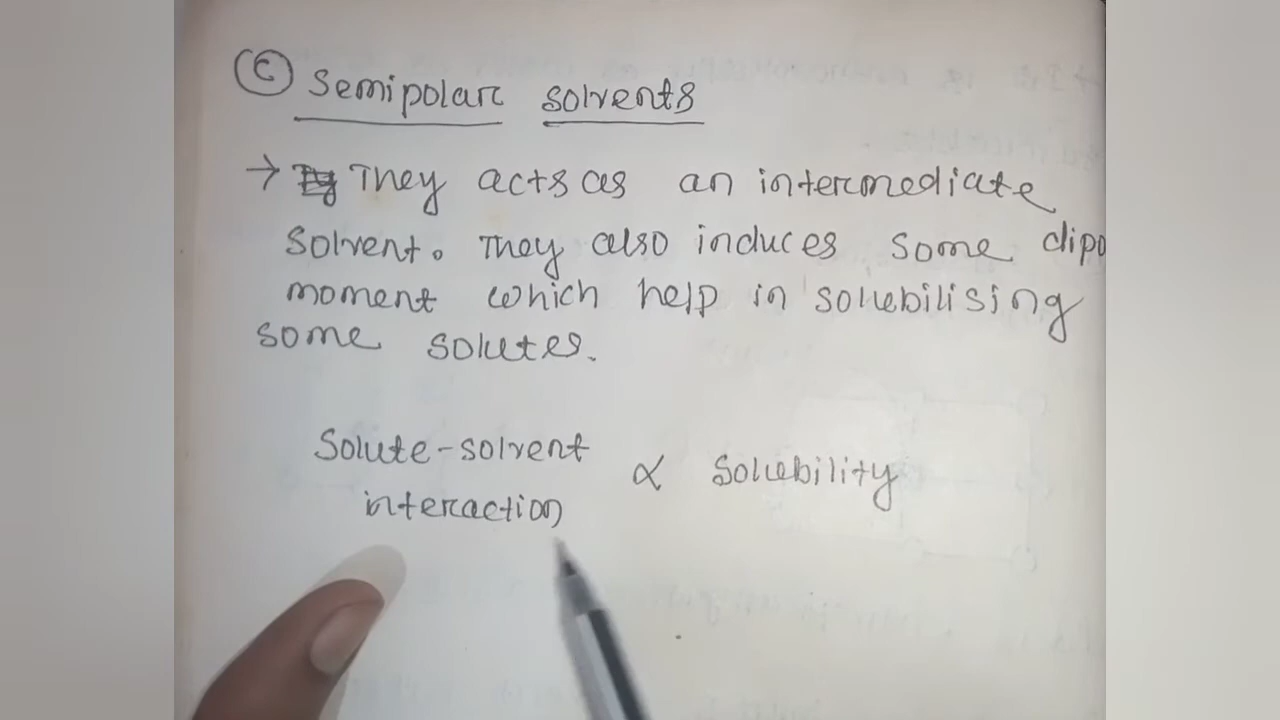 (C) Semipolar solvents
→ They acts as an intermediate
solvent. They also induces some dipo
moment which help in solubilising
some solutes.
Solute-solvent ∝ Solubility
interaction